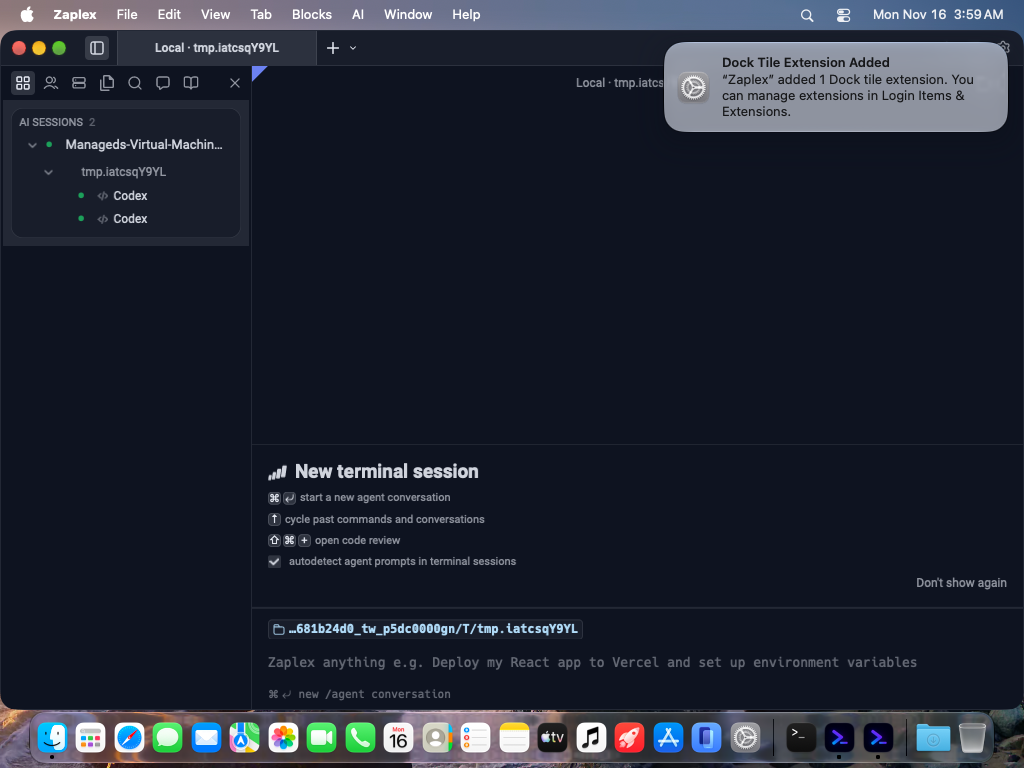 Zaplex File Edit View Tab Blocks AI Window Help Mon Nov 16 3:59 AM
Local · tmp.iatcsqY9YL
Local · tmp.iatcs
Dock Tile Extension Added
“Zaplex” added 1 Dock tile extension. You
can manage extensions in Login Items &
Extensions.
AI SESSIONS 2
Manageds-Virtual-Machin...
tmp.iatcsqY9YL
Codex
Codex
New terminal session
⌘ ↵ start a new agent conversation
↑ cycle past commands and conversations
⇧ ⌘ + open code review
autodetect agent prompts in terminal sessions
Don't show again
…681b24d0_tw_p5dc0000gn/T/tmp.iatcsqY9YL
Zaplex anything e.g. Deploy my React app to Vercel and set up environment variables
⌘ ↵ new /agent conversation
Mon
16
tv